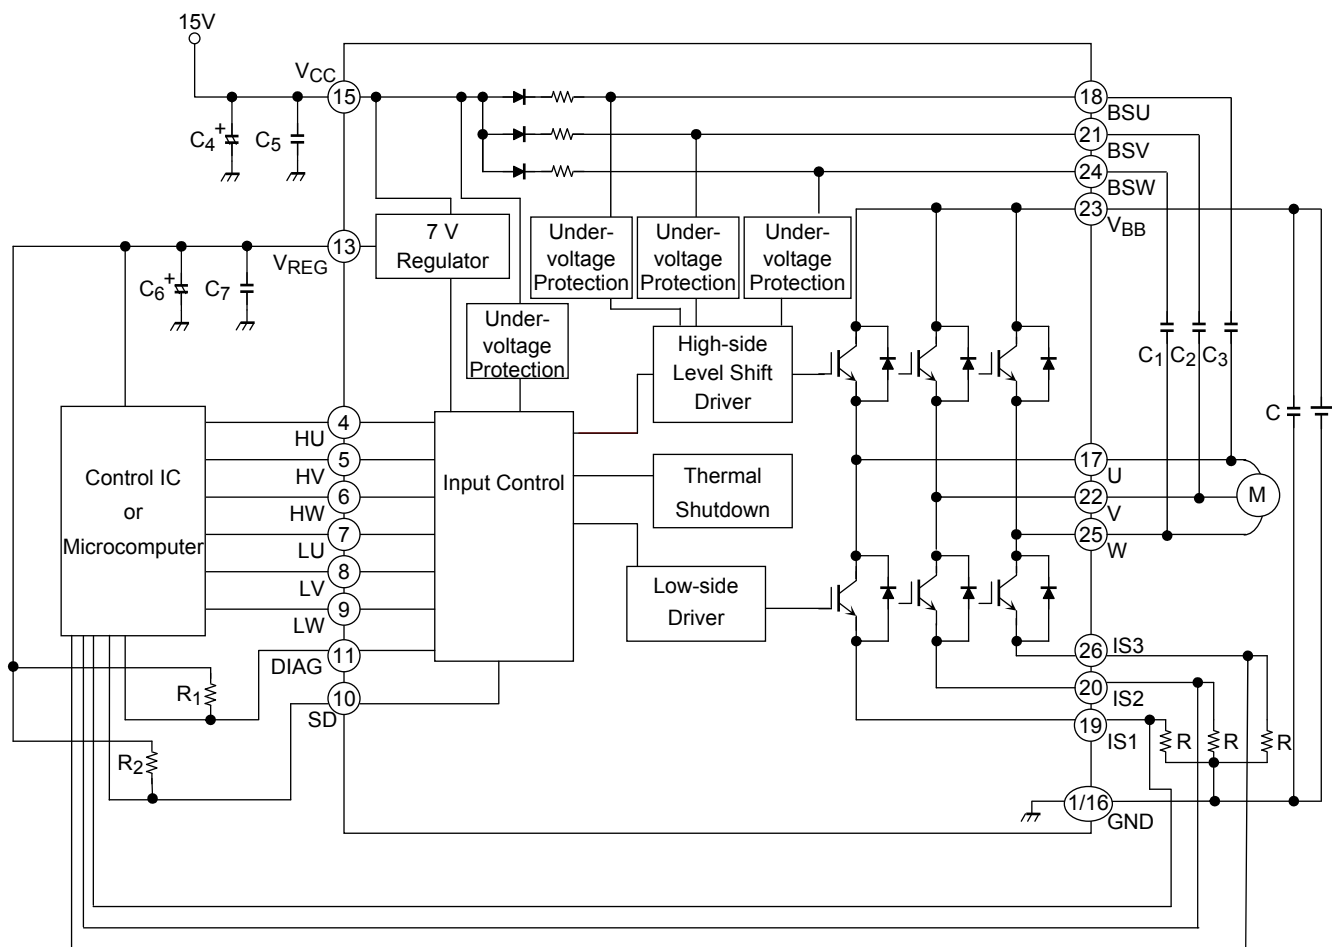 15V
VCC
15
C4
+
C5
18
BSU
21
BSV
24
BSW
23
VBB
7 V
Regulator
13
VREG
C6
+
C7
Under-
voltage
Protection
Under-
voltage
Protection
Under-
voltage
Protection
Under-
voltage
Protection
High-side
Level Shift
Driver
C1
C2
C3
C
Control IC
or
Microcomputer
4
HU
5
HV
6
HW
7
LU
8
LV
9
LW
11
DIAG
10
SD
Input Control
Thermal
Shutdown
Low-side
Driver
17
U
22
V
25
W
M
26
IS3
20
IS2
19
IS1
R
R
R
R1
R2
1/16
GND